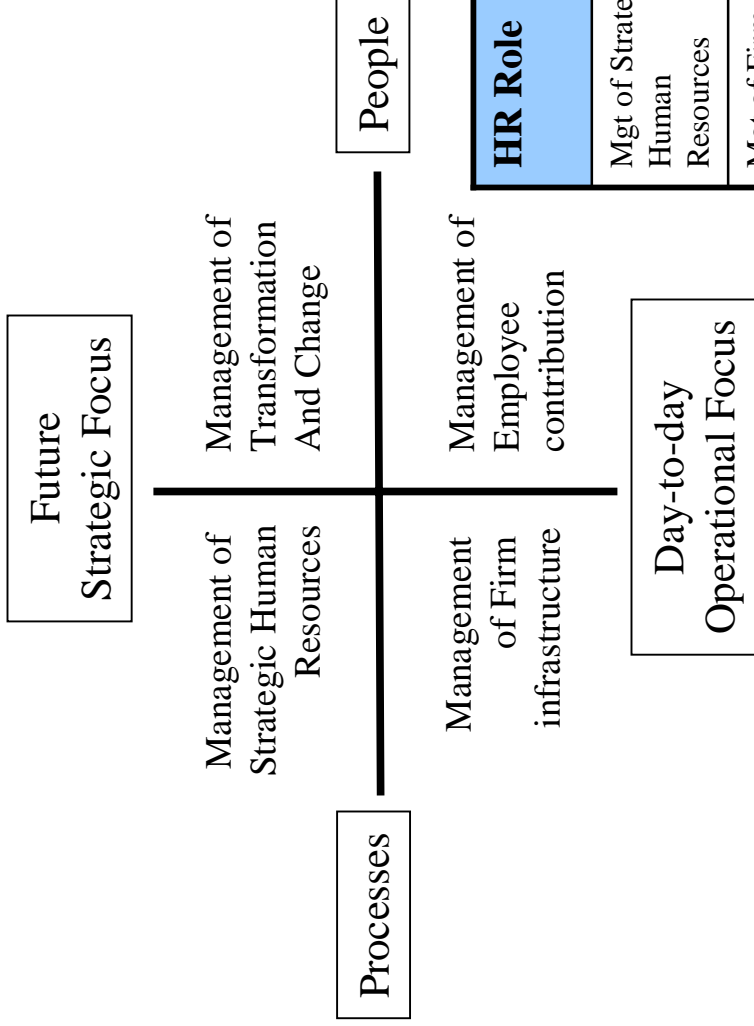 Future
Strategic Focus
Management of
Strategic Human
Resources
Management of
Transformation
And Change
Processes
People
Management
of Firm
infrastructure
Management of
Employee
contribution
Day-to-day
Operational Focus
HR Role
Mgt of
Human
Resources